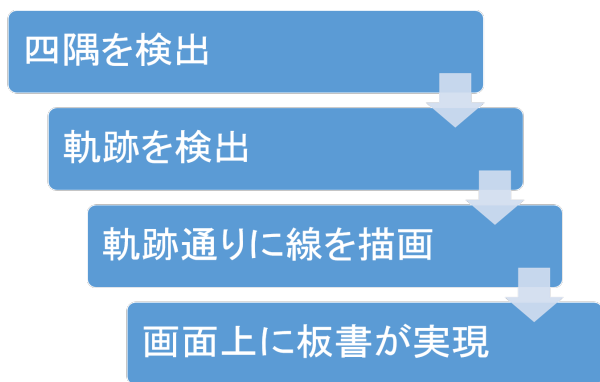 四隅を検出
軌跡を検出
軌跡通りに線を描画
画面上に板書が実現